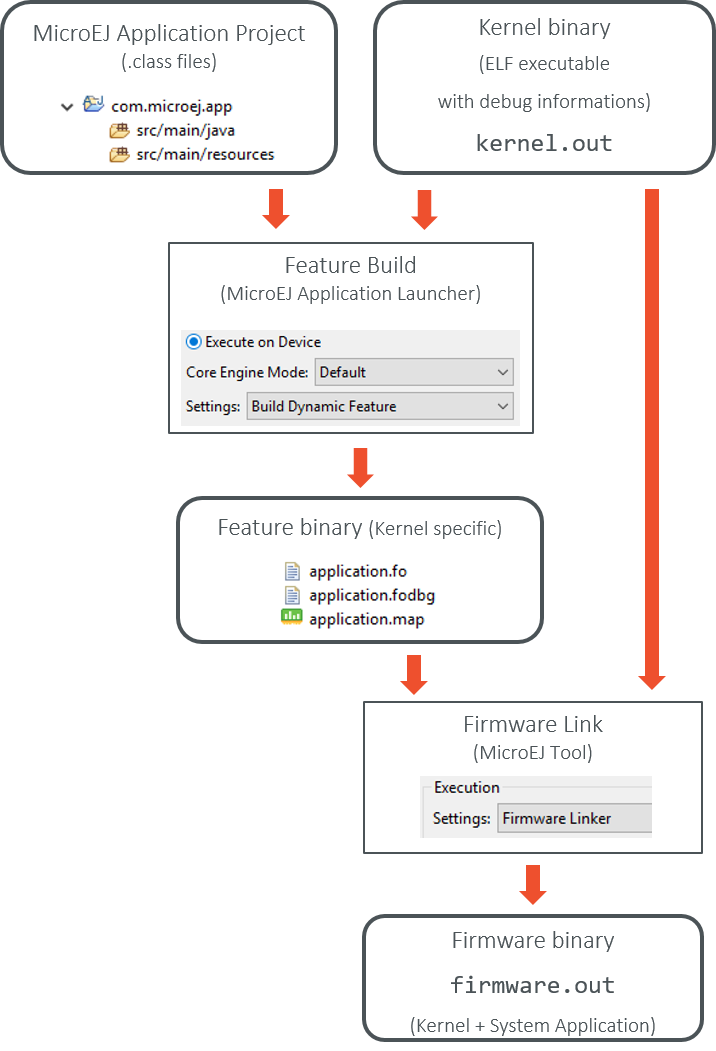 MicroEJ Application Project
(.class files)
com.microej.app
src/main/java
src/main/resources
Kernel binary
(ELF executable
with debug informations)
kernel.out
Feature Build
(MicroEJ Application Launcher)
Execute on Device
Core Engine Mode: Default
Settings: Build Dynamic Feature
Feature binary (Kernel specific)
application.fo
application.fodbg
application.map
Firmware Link
(MicroEJ Tool)
Execution
Settings: Firmware Linker
Firmware binary
firmware.out
(Kernel + System Application)